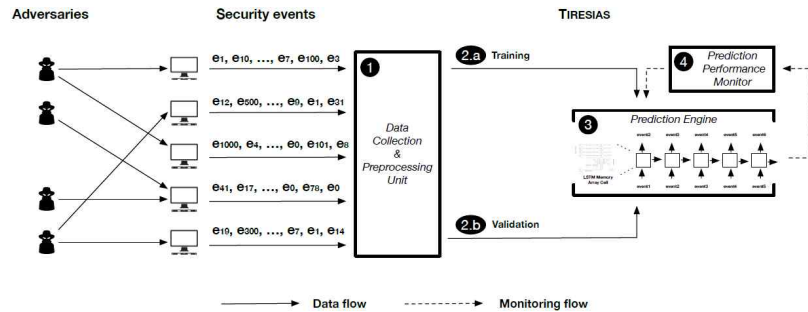 Adversaries
Security events
TIRESIAS
e1, e10, ..., e7, e100, e3
e12, e500, ..., e9, e1, e31
e1000, e4, ..., e0, e101, e8
e41, e17, ..., e0, e78, e0
e19, e300, ..., e7, e1, e14
1
Data
Collection
&
Preprocessing
Unit
2.a Training
2.b Validation
4 Prediction
Performance
Monitor
3 Prediction Engine
event2 event3 event4 event5 event6
LSTM Memory
Array Cell
event1 event2 event3 event4 event5
Data flow
Monitoring flow